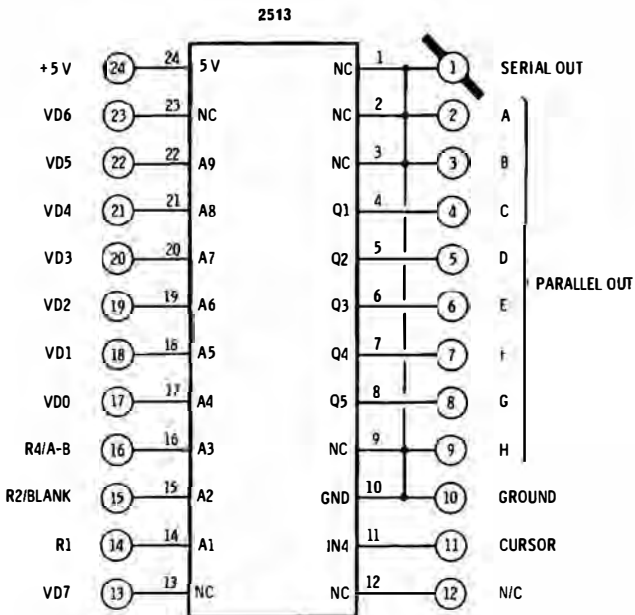 2513
+5 V 24 24 5 V NC 1 1 SERIAL OUT
VD6 23 23 NC NC 2 2 A
VD5 22 22 A9 NC 3 3 B
VD4 21 21 A8 Q1 4 4 C
VD3 20 20 A7 Q2 5 5 D
PARALLEL OUT
VD2 19 19 A6 Q3 6 6 E
VD1 18 18 A5 Q4 7 7
VD0 17 17 A4 Q5 8 8 G
R4/A-B 16 16 A3 NC 9 9 H
R2/BLANK 15 15 A2 GND 10 10 GROUND
R1 14 14 A1 IN4 11 11 CURSOR
VD7 13 13 NC NC 12 12 N/C